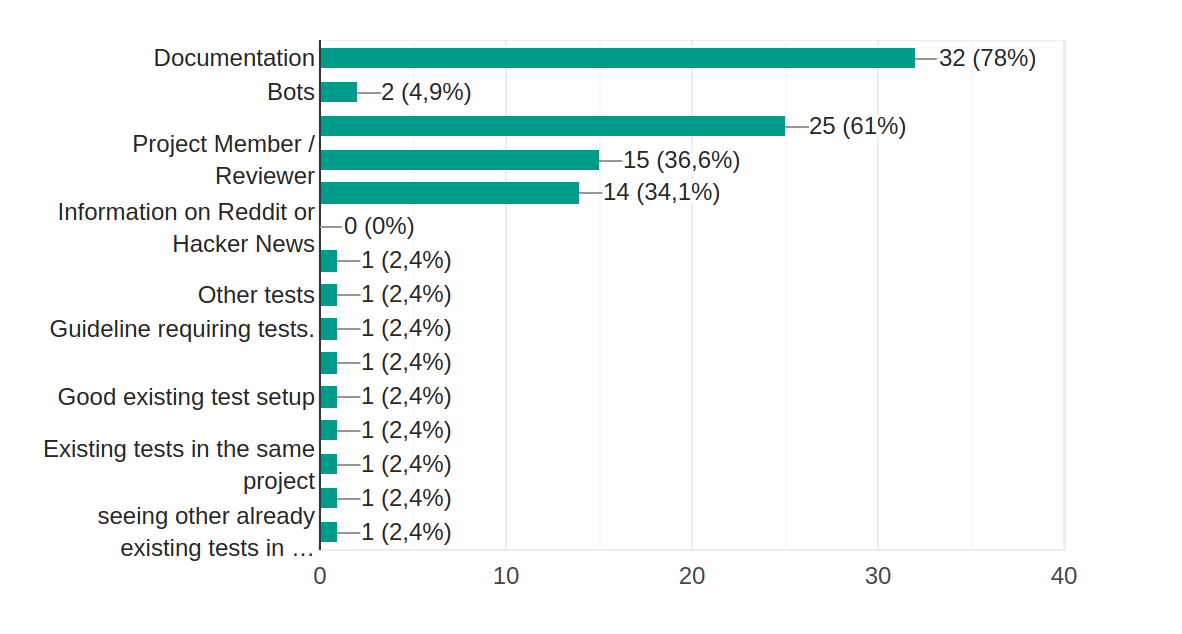 Documentation
32 (78%)
Bots
2 (4,9%)
25 (61%)
Project Member /
Reviewer
15 (36,6%)
14 (34,1%)
Information on Reddit or
Hacker News
0 (0%)
1 (2,4%)
Other tests
1 (2,4%)
Guideline requiring tests.
1 (2,4%)
1 (2,4%)
Good existing test setup
1 (2,4%)
1 (2,4%)
Existing tests in the same
project
1 (2,4%)
1 (2,4%)
seeing other already
existing tests in …
1 (2,4%)
0
10
20
30
40